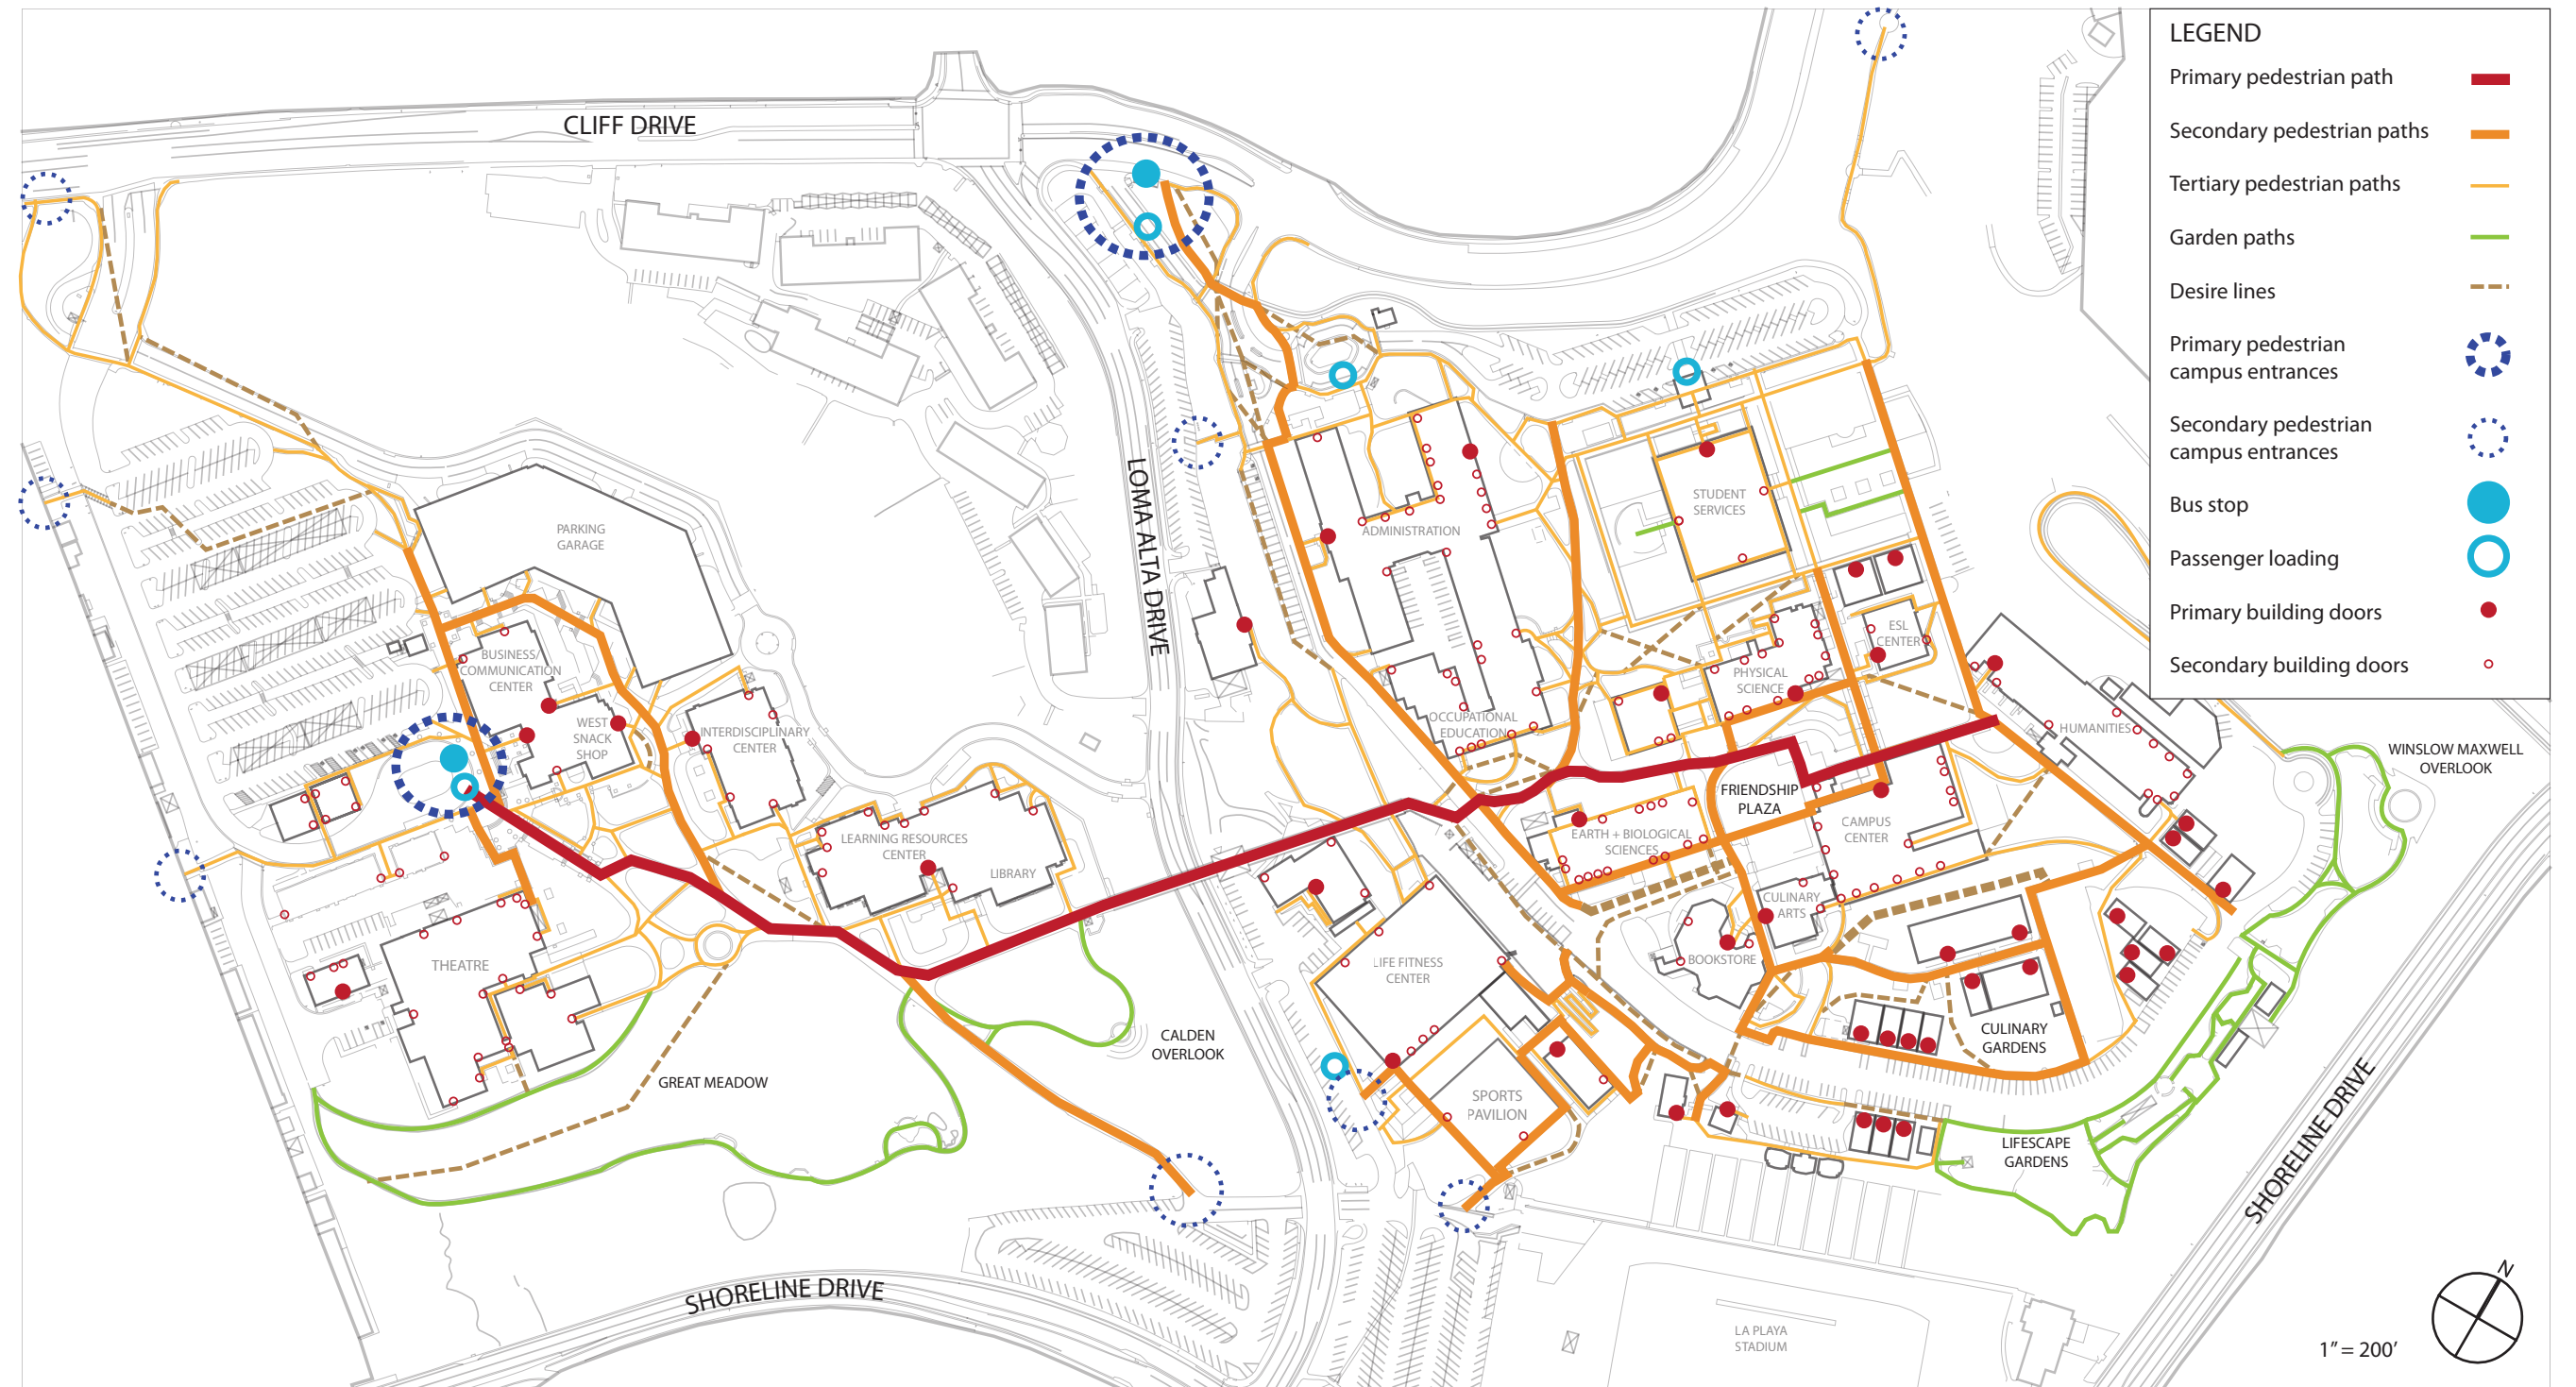 LEGEND
Primary pedestrian path
Secondary pedestrian paths
Tertiary pedestrian paths
Garden paths
Desire lines
Primary pedestrian
campus entrances
Secondary pedestrian
campus entrances
Bus stop
Passenger loading
Primary building doors
Secondary building doors
CLIFF DRIVE
LOMA ALTA DRIVE
PARKING
GARAGE
BUSINESS/
COMMUNICATION
CENTER
WEST
SNACK
SHOP
INTERDISCIPLINARY
CENTER
LEARNING RESOURCES
CENTER
LIBRARY
THEATRE
GREAT MEADOW
CALDEN
OVERLOOK
SHORELINE DRIVE
ADMINISTRATION
STUDENT
SERVICES
OCCUPATIONAL
EDUCATION
PHYSICAL
SCIENCE
ESL
CENTER
HUMANITIES
WINSLOW MAXWELL
OVERLOOK
FRIENDSHIP
PLAZA
EARTH + BIOLOGICAL
SCIENCES
CAMPUS
CENTER
CULINARY
ARTS
BOOKSTORE
LIFE FITNESS
CENTER
SPORTS
PAVILION
CULINARY
GARDENS
LIFESCAPE
GARDENS
SHORELINE DRIVE
LA PLAYA
STADIUM
N
1" = 200'